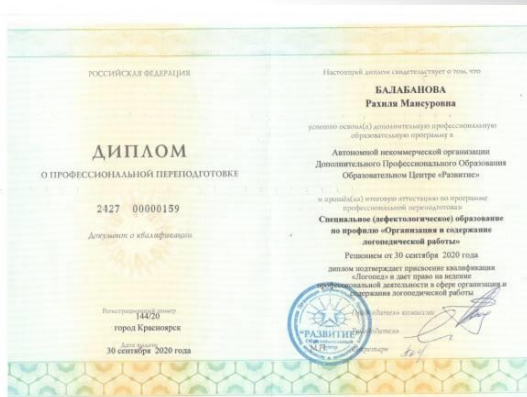 РОССИЙСКАЯ ФЕДЕРАЦИЯ
ДИПЛОМ
О ПРОФЕССИОНАЛЬНОЙ ПЕРЕПОДГОТОВКЕ
2427 00000159
Документ о квалификации
Регистрационный номер
144/20
город Красноярск
Дата выдачи
30 сентября 2020 года
Настоящий диплом свидетельствует о том, что
БАЛАБАНОВА
Рахиля Мансуровна
успешно освоил(а) дополнительную профессиональную
образовательную программу в
Автономной некоммерческой организации
Дополнительного Профессионального Образования
Образовательном Центре «Развитие»
и прошёл(ла) итоговую аттестацию по программе
профессиональной переподготовки
Специальное (дефектологическое) образование
по профилю «Организация и содержание
логопедической работы»
Решением от 30 сентября 2020 года
диплом подтверждает присвоение квалификации
«Логопед» и дает право на ведение
профессиональной деятельности в сфере организации и
содержания логопедической работы
Председатель комиссии
Руководитель
Секретарь
М.П.
"РАЗВИТИЕ"